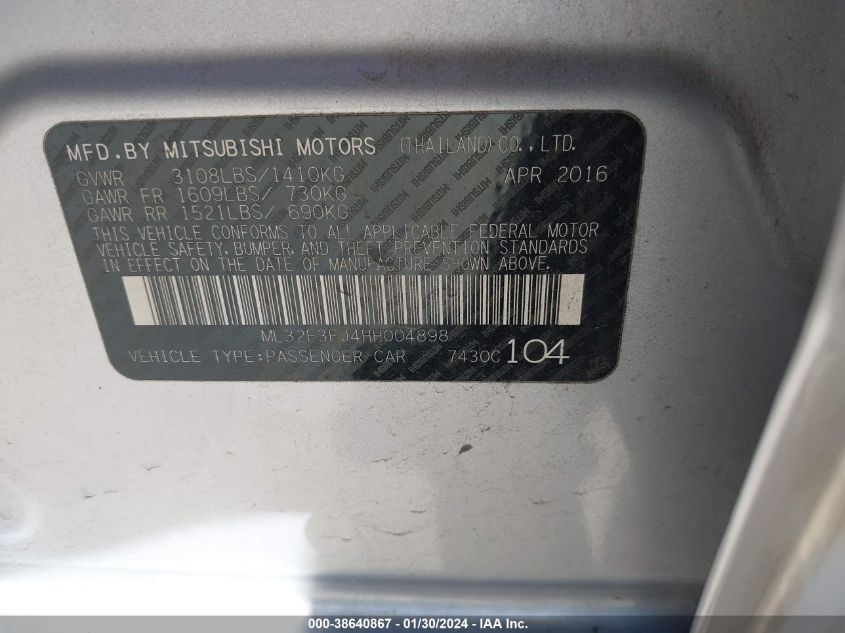 MFD.BY MITSUBISHI MOTORS (THAILAND)CO.,LTD.
GVWR 3108LBS/1410KG APR 2016
GAWR FR 1609LBS/ 730KG
GAWR RR 1521LBS/ 690KG
THIS VEHICLE CONFORMS TO ALL APPLICABLE FEDERAL MOTOR
VEHICLE SAFETY, BUMPER, AND THEFT PREVENTION STANDARDS
IN EFFECT ON THE DATE OF MANUFACTURE SHOWN ABOVE.
ML32F3FJ4HH004898
VEHICLE TYPE:PASSENGER CAR 7430C 104
000-38640867 - 01/30/2024 - IAA Inc.